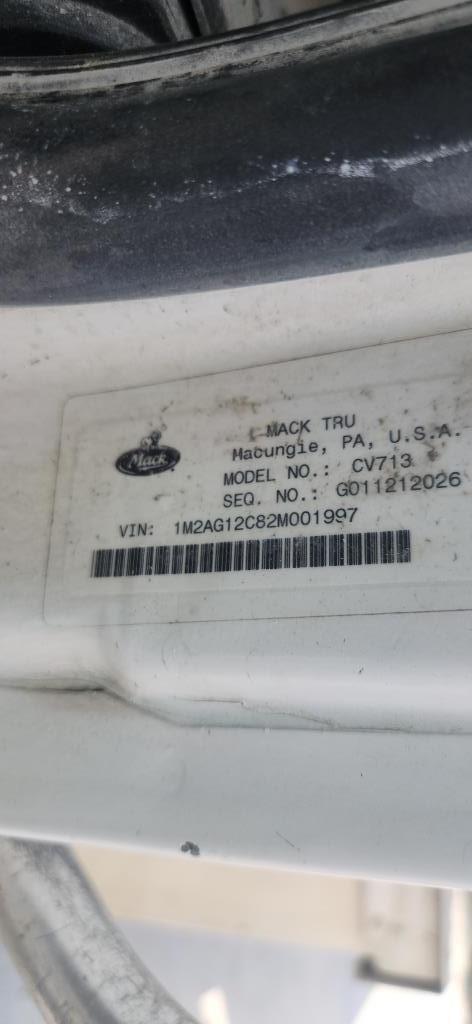 MACK TRU
Mack
Macungie, PA, U.S.A.
MODEL NO.: CV713
SEQ. NO.: G011212026
VIN: 1M2AG12C82M001997